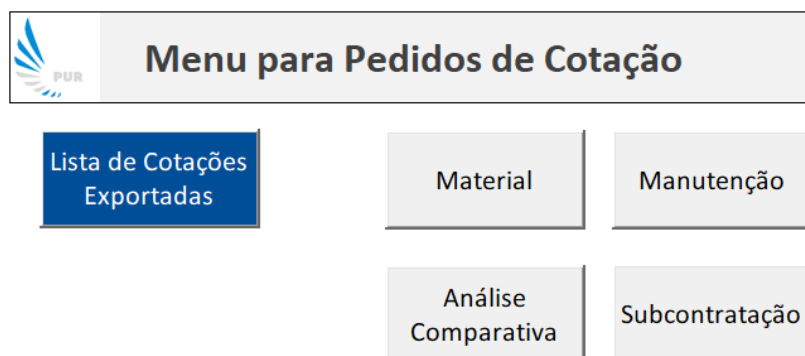 PUR
Menu para Pedidos de Cotação
Lista de Cotações
Exportadas
Material
Manutenção
Análise
Comparativa
Subcontratação